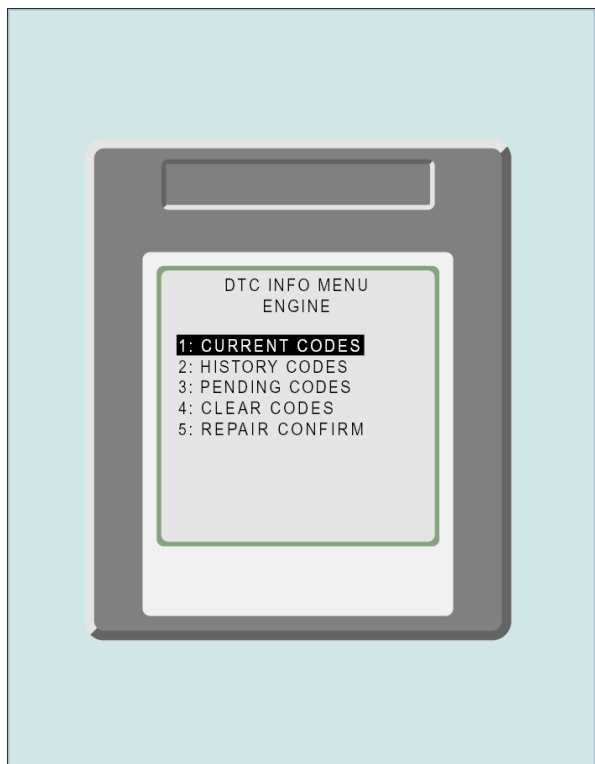 DTC INFO MENU
ENGINE
1: CURRENT CODES
2: HISTORY CODES
3: PENDING CODES
4: CLEAR CODES
5: REPAIR CONFIRM